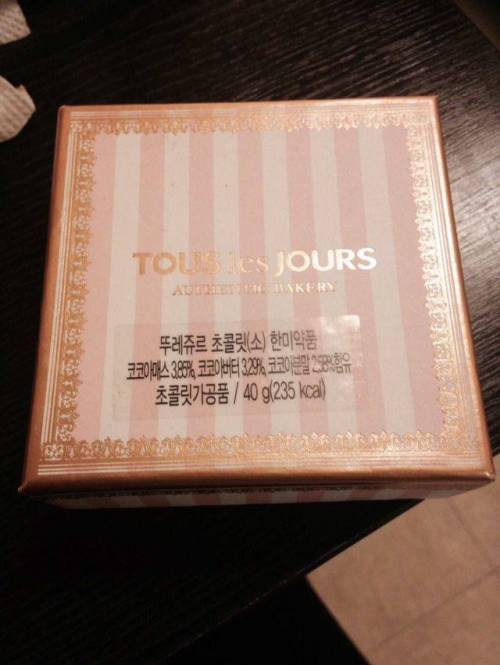 TOUS les JOURS
AUTHENTIC BAKERY
뚜레쥬르 초콜릿(소) 한미약품
코코아매스 3.85%, 코코아버터 3.29%, 코코아분말 2.98%함유
초콜릿가공품 / 40 g(235 kcal)